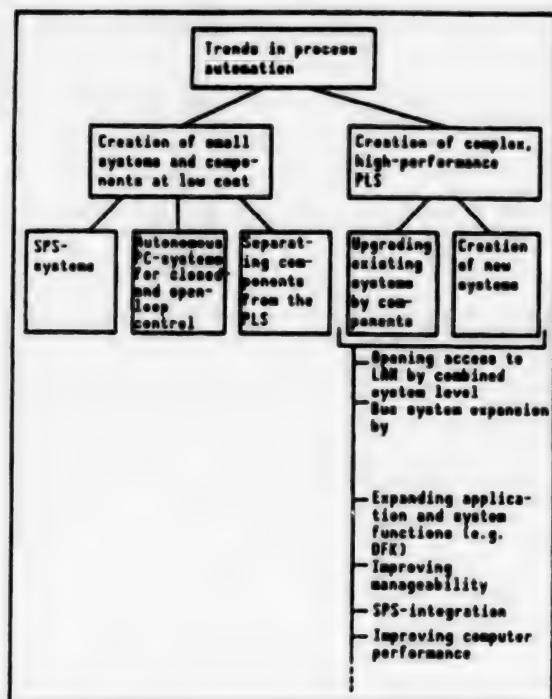 Trends in process
automation
Creation of small
systems and compo-
nents at low cost
Creation of complex,
high-performance
PLS
SPS-
systems
Autonomous
PC-systems
for closed-
and open-
loop
control
Separat-
ing com-
ponents
from the
PLS
Upgrading
existing
systems
by com-
ponents
Creation
of new
systems
Opening access to
LAN by combined
system level
Bus system expansion
by
Expanding applica-
tion and system
functions (e.g.
DFK)
Improving
manageability
SPS-integration
Improving computer
performance